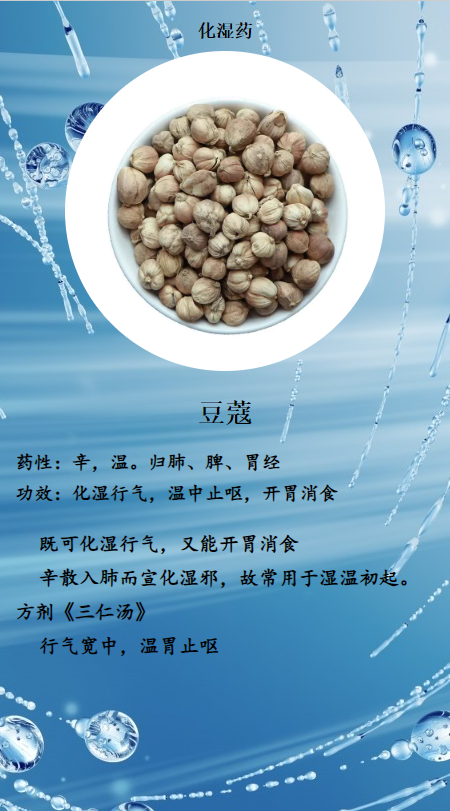 化湿药
豆蔻
药性：辛，温。归肺、脾、胃经
功效：化湿行气，温中止呕，开胃消食
既可化湿行气，又能开胃消食
辛散入肺而宣化湿邪，故常用于湿温初起。
方剂《三仁汤》
行气宽中，温胃止呕